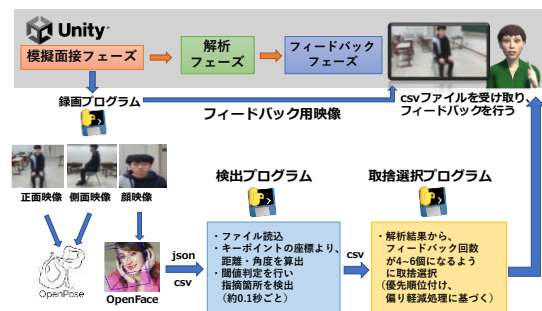 Unity
模擬面接フェーズ
解析
フェーズ
フィードバック
フェーズ
録画プログラム
フィードバック用映像
csvファイルを受け取り、
フィードバックを行う
正面映像
側面映像
顔映像
検出プログラム
取捨選択プログラム
OpenPose
OpenFace
json
csv
・ファイル読込
・キーポイントの座標より、
距離・角度を算出
・閾値判定を行い
指摘箇所を検出
(約0.1秒ごと)
csv
・解析結果から、
フィードバック回数
が4~6個になるよう
に取捨選択
(優先順位付け、
偏り軽減処理に基づく)